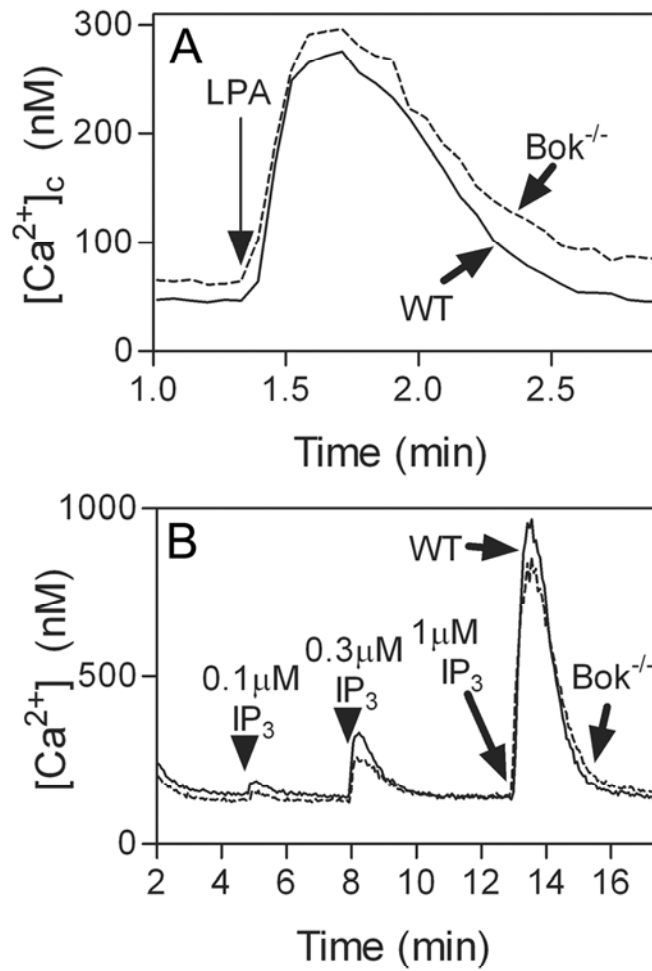 A
[Ca²⁺]c (nM)
300
200
100
0
LPA
Bok⁻/⁻
WT
1.0 1.5 2.0 2.5
Time (min)
B
[Ca²⁺] (nM)
1000
500
0
WT
0.1μM
IP₃
0.3μM
IP₃
1μM
IP₃
Bok⁻/⁻
2 4 6 8 10 12 14 16
Time (min)